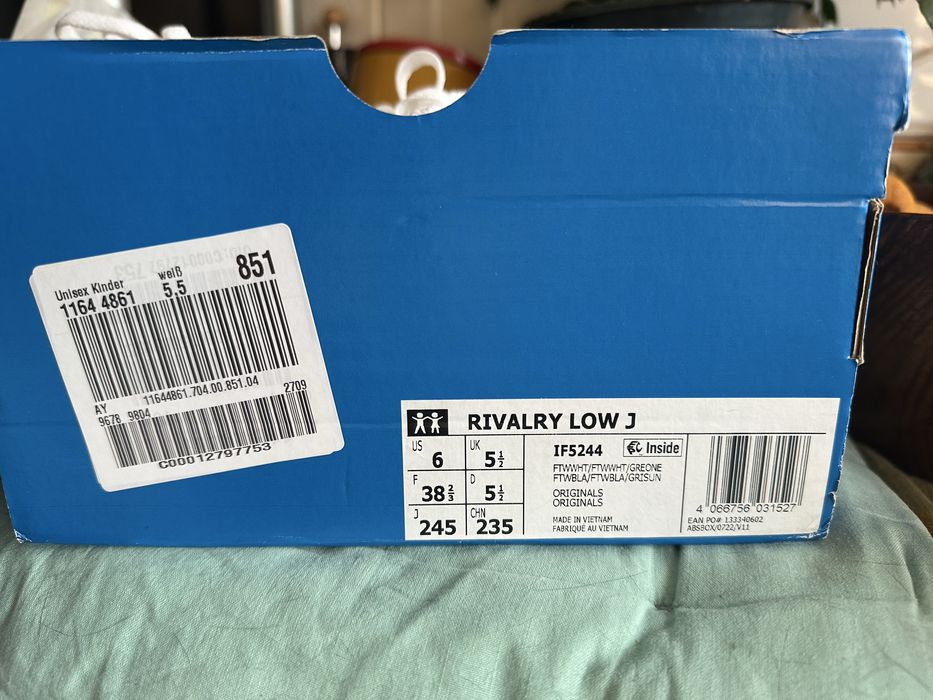 Unisex Kinder weiß 851
1164 4861 5.5
11644861.704.00.851.04
AY 2709
9678 9804
C00012797753
RIVALRY LOW J
US 6 UK 5½
F 38⅔ D 5½
J 245 CHN 235
IF5244 Inside
FTWWHT/FTWWHT/GREONE
FTWBLA/FTWBLA/GRISUN
ORIGINALS
ORIGINALS
MADE IN VIETNAM
FABRIQUE AU VIETNAM
4 066756 031527
EAN PO# 133340602
ABSBOX/0722/V11